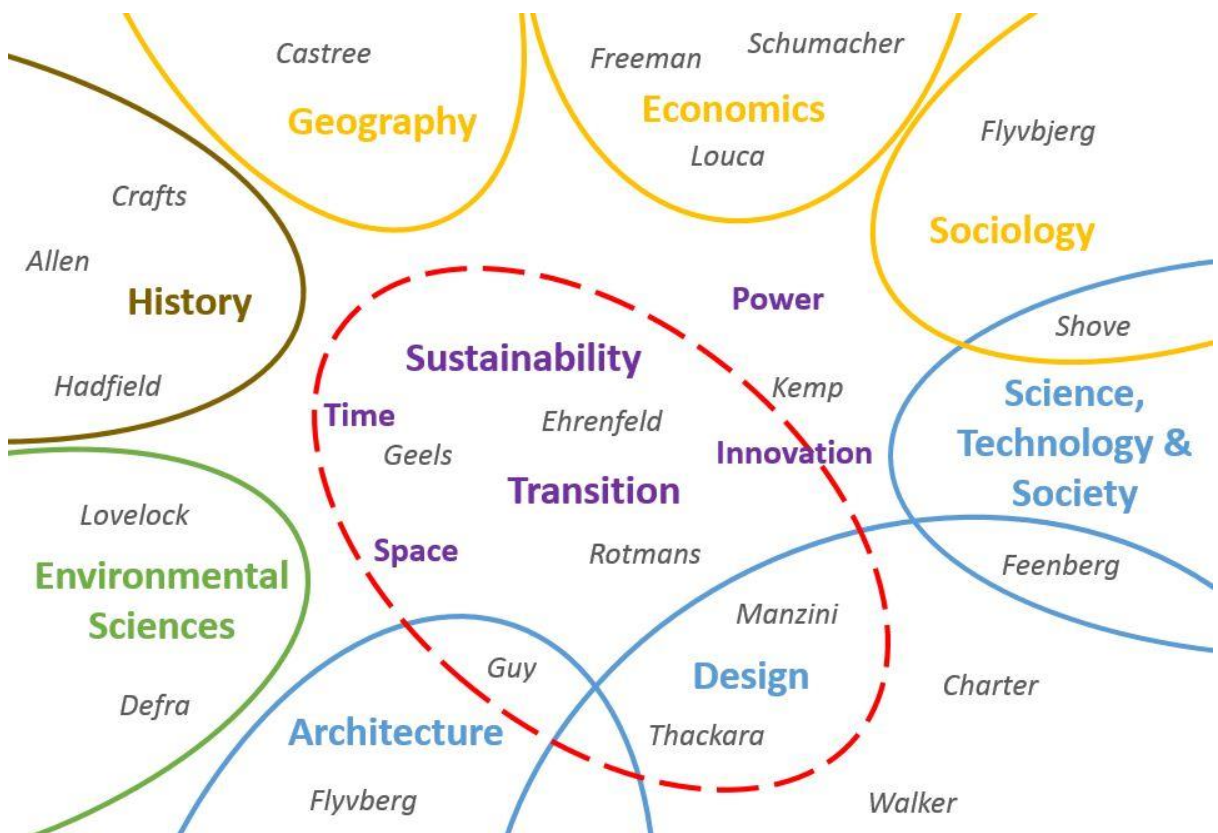 Castree
Geography
Freeman
Schumacher
Economics
Louca
Flyvbjerg
Sociology
Crafts
Allen
History
Hadfield
Power
Sustainability
Time
Ehrenfeld
Kemp
Geels
Innovation
Transition
Space
Rotmans
Shove
Science,
Technology &
Society
Feenberg
Lovelock
Environmental
Sciences
Defra
Manzini
Design
Guy
Thackara
Architecture
Flyvberg
Charter
Walker